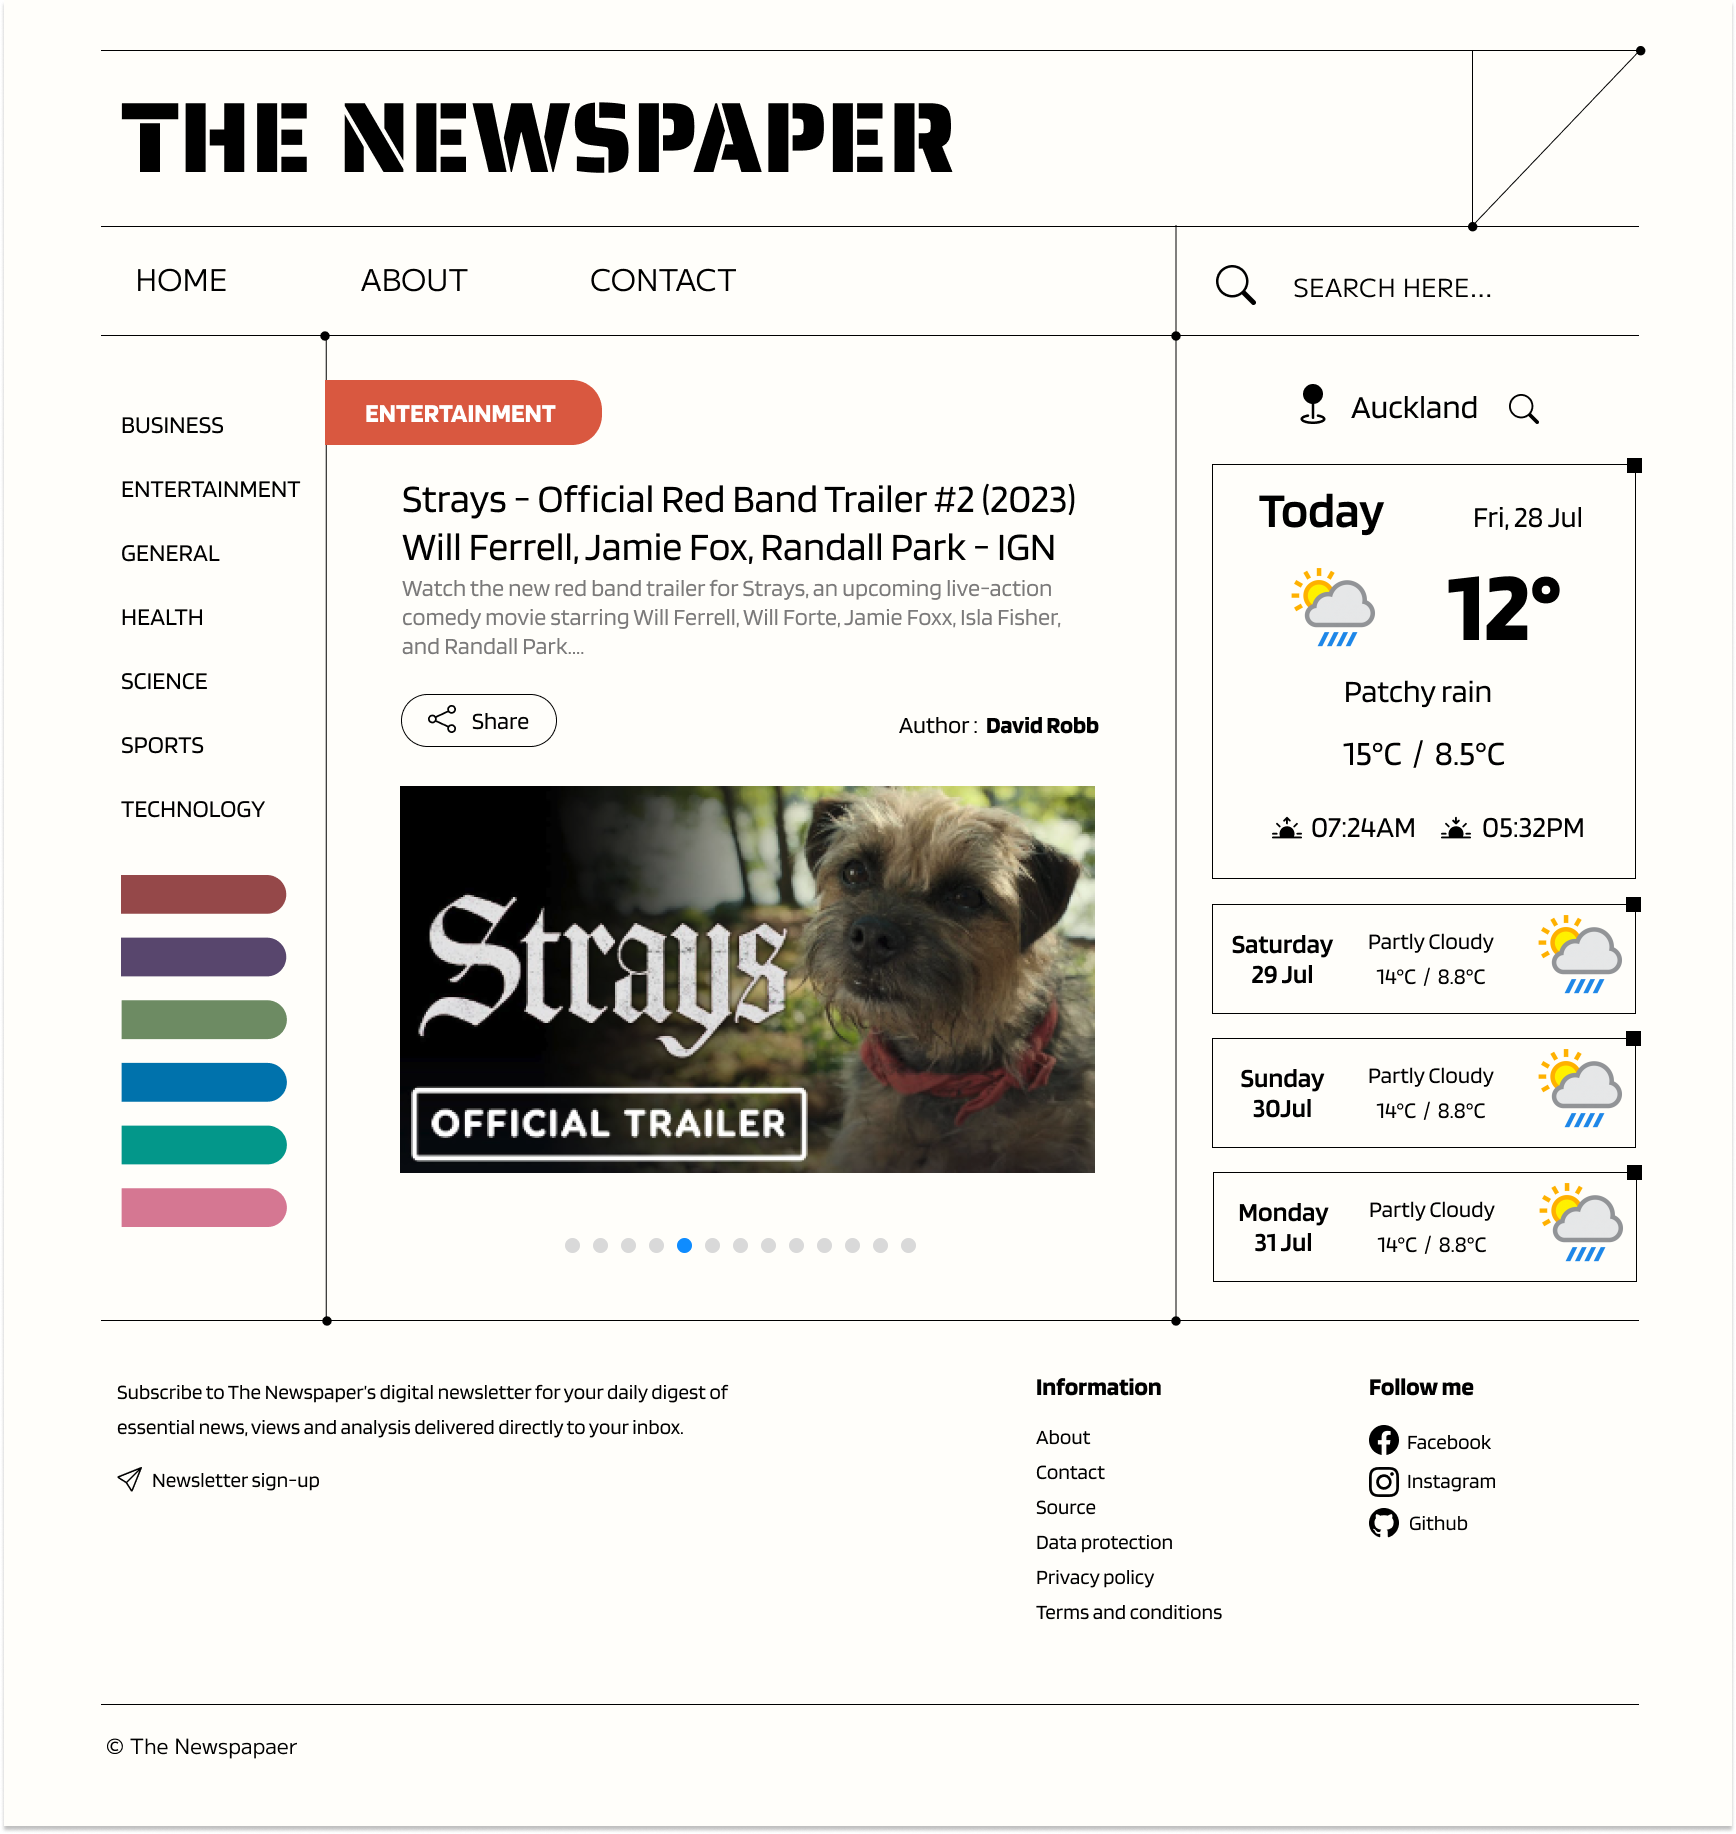 THE NEWSPAPER
HOME
ABOUT
CONTACT
SEARCH HERE...
BUSINESS
ENTERTAINMENT
GENERAL
HEALTH
SCIENCE
SPORTS
TECHNOLOGY
ENTERTAINMENT
Strays - Official Red Band Trailer #2 (2023)
Will Ferrell, Jamie Fox, Randall Park - IGN
Watch the new red band trailer for Strays, an upcoming live-action
comedy movie starring Will Ferrell, Will Forte, Jamie Foxx, Isla Fisher,
and Randall Park....
Share
Author : David Robb
Strays
OFFICIAL TRAILER
Auckland
Today
Fri, 28 Jul
12°
Patchy rain
15°C / 8.5°C
07:24AM
05:32PM
Saturday
29 Jul
Partly Cloudy
14°C / 8.8°C
Sunday
30Jul
Partly Cloudy
14°C / 8.8°C
Monday
31 Jul
Partly Cloudy
14°C / 8.8°C
Subscribe to The Newspaper's digital newsletter for your daily digest of
essential news, views and analysis delivered directly to your inbox.
Newsletter sign-up
Information
About
Contact
Source
Data protection
Privacy policy
Terms and conditions
Follow me
Facebook
Instagram
Github
© The Newspapaer